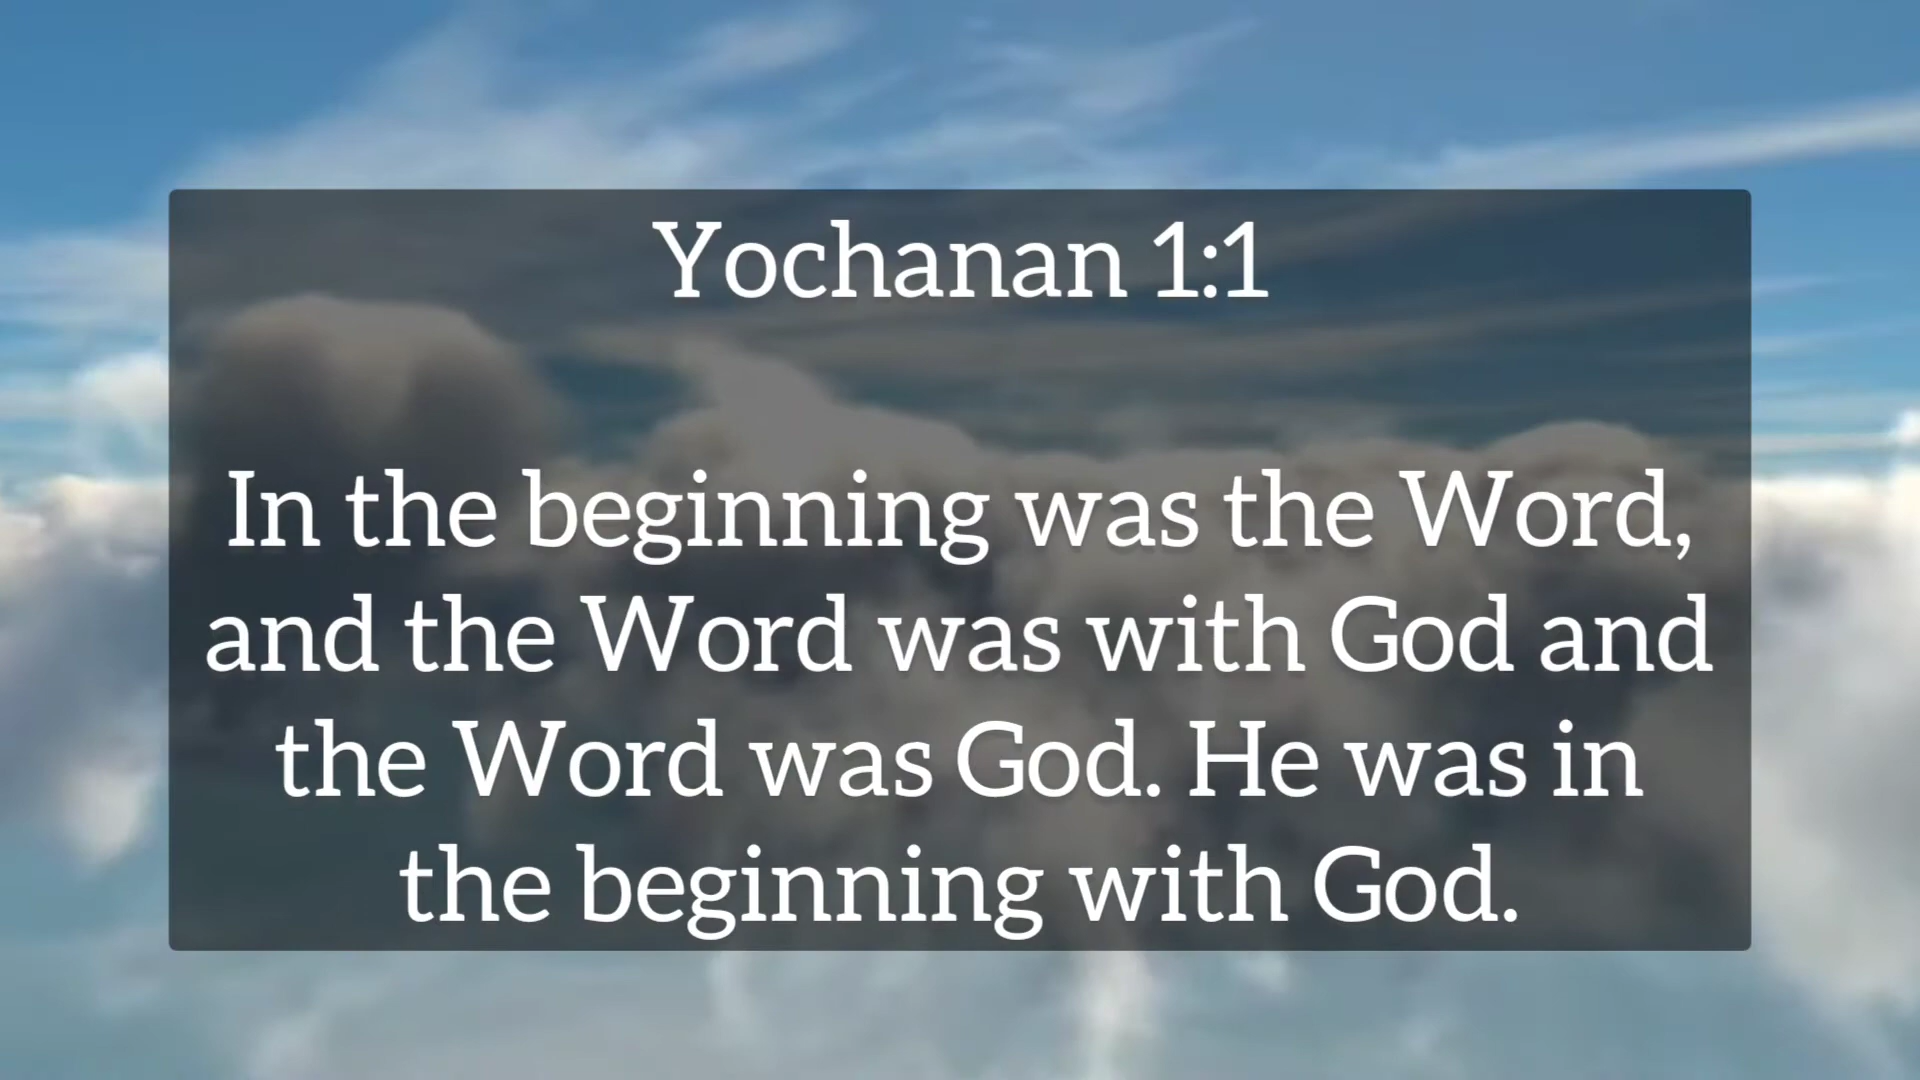 Yochanan 1:1
In the beginning was the Word,
and the Word was with God and
the Word was God. He was in
the beginning with God.